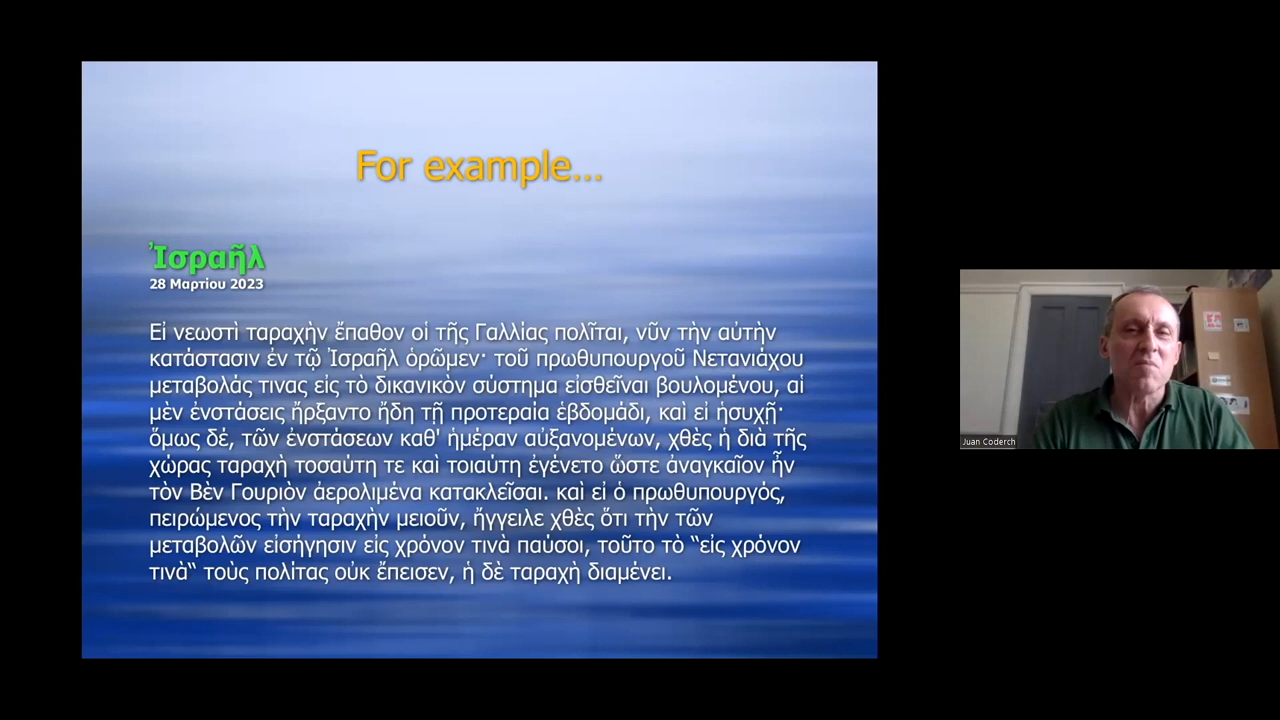 For example...
Ἰσραῆλ
28 Μαρτίου 2023
Εἰ νεωστὶ ταραχὴν ἔπαθον οἱ τῆς Γαλλίας πολῖται, νῦν τὴν αὐτὴν
κατάστασιν ἐν τῷ Ἰσραῆλ ὁρῶμεν· τοῦ πρωθυπουργοῦ Νετανιάχου
μεταβολάς τινας εἰς τὸ δικανικὸν σύστημα εἰσθεῖναι βουλομένου, αἱ
μὲν ἐνστάσεις ἤρξαντο ἤδη τῇ προτεραίᾳ ἑβδομάδι, καὶ εἰ ἡσυχῇ·
ὅμως δέ, τῶν ἐνστάσεων καθ' ἡμέραν αὐξανομένων, χθὲς ἡ διὰ τῆς
χώρας ταραχὴ τοσαύτη τε καὶ τοιαύτη ἐγένετο ὥστε ἀναγκαῖον ἦν
τὸν Βὲν Γουριὸν ἀερολιμένα κατακλεῖσαι. καὶ εἰ ὁ πρωθυπουργός,
πειρώμενος τὴν ταραχὴν μειοῦν, ἤγγειλε χθὲς ὅτι τὴν τῶν
μεταβολῶν εἰσήγησιν εἰς χρόνον τινὰ παύσοι, τοῦτο τὸ “εἰς χρόνον
τινὰ“ τοὺς πολίτας οὐκ ἔπεισεν, ἡ δὲ ταραχὴ διαμένει.
Juan Coderch